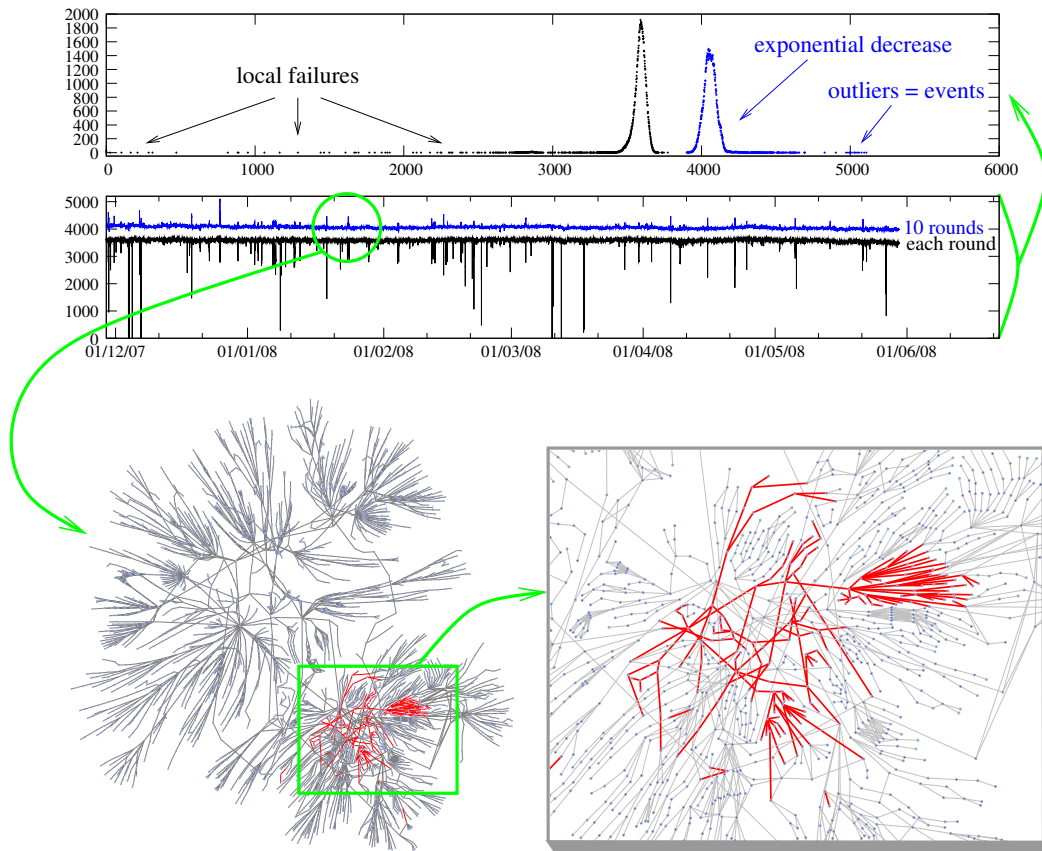 2000
1800
1600
1400
1200
1000
800
600
400
200
0
local failures
exponential decrease
outliers = events
0 1000 2000 3000 4000 5000 6000
5000
4000
3000
2000
1000
0
10 rounds
each round
01/12/07 01/01/08 01/02/08 01/03/08 01/04/08 01/05/08 01/06/08